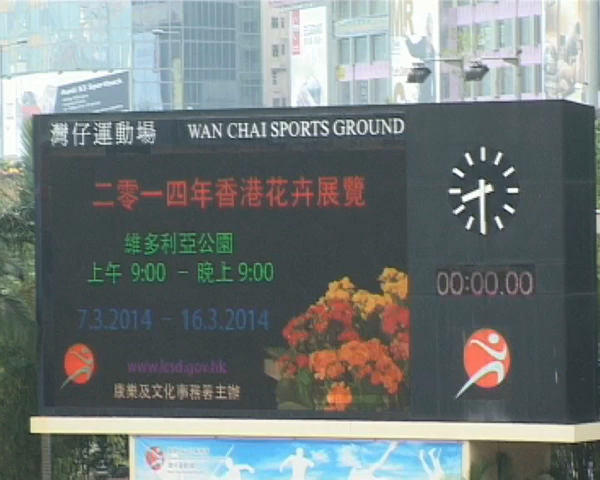 灣仔運動場 WAN CHAI SPORTS GROUND
二零一四年香港花卉展覽
維多利亞公園
上午 9:00 – 晚上 9:00
00:00.00
7.3.2014 – 16.3.2014
www.lcsd.gov.hk
康樂及文化事務署主辦